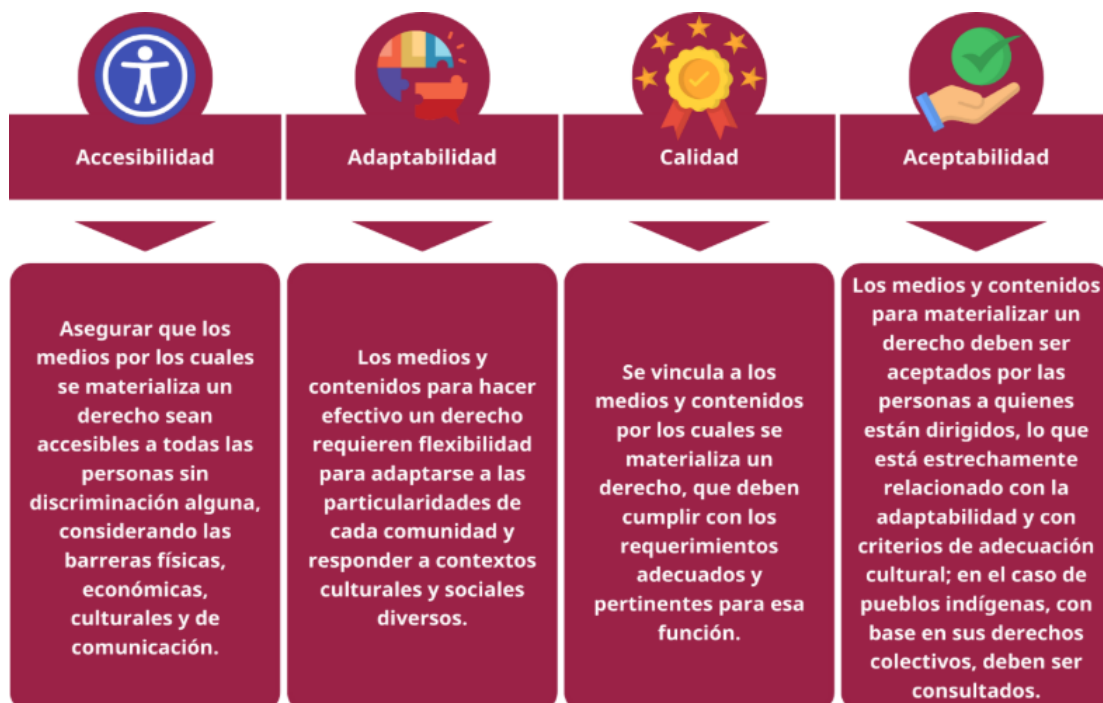 Accesibilidad
Adaptabilidad
Calidad
Aceptabilidad
Asegurar que los
medios por los cuales
se materializa un
derecho sean
accesibles a todas las
personas sin
discriminación alguna,
considerando las
barreras físicas,
económicas,
culturales y de
comunicación.
Los medios y
contenidos para hacer
efectivo un derecho
requieren flexibilidad
para adaptarse a las
particularidades de
cada comunidad y
responder a contextos
culturales y sociales
diversos.
Se vincula a los
medios y contenidos
por los cuales se
materializa un
derecho, que deben
cumplir con los
requerimientos
adecuados y
pertinentes para esa
función.
Los medios y contenidos
para materializar un
derecho deben ser
aceptados por las
personas a quienes
están dirigidos, lo que
está estrechamente
relacionado con la
adaptabilidad y con
criterios de adecuación
cultural; en el caso de
pueblos indígenas, con
base en sus derechos
colectivos, deben ser
consultados.